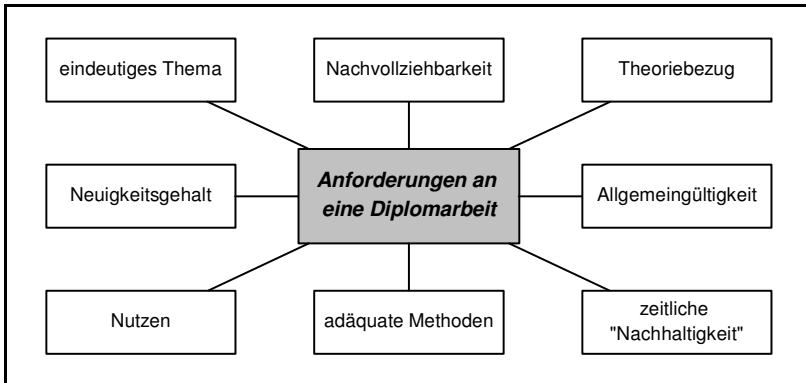 eindeutiges Thema
Nachvollziehbarkeit
Theoriebezug
Neuigkeitsgehalt
Anforderungen an
eine Diplomarbeit
Allgemeingültigkeit
Nutzen
adäquate Methoden
zeitliche
"Nachhaltigkeit"